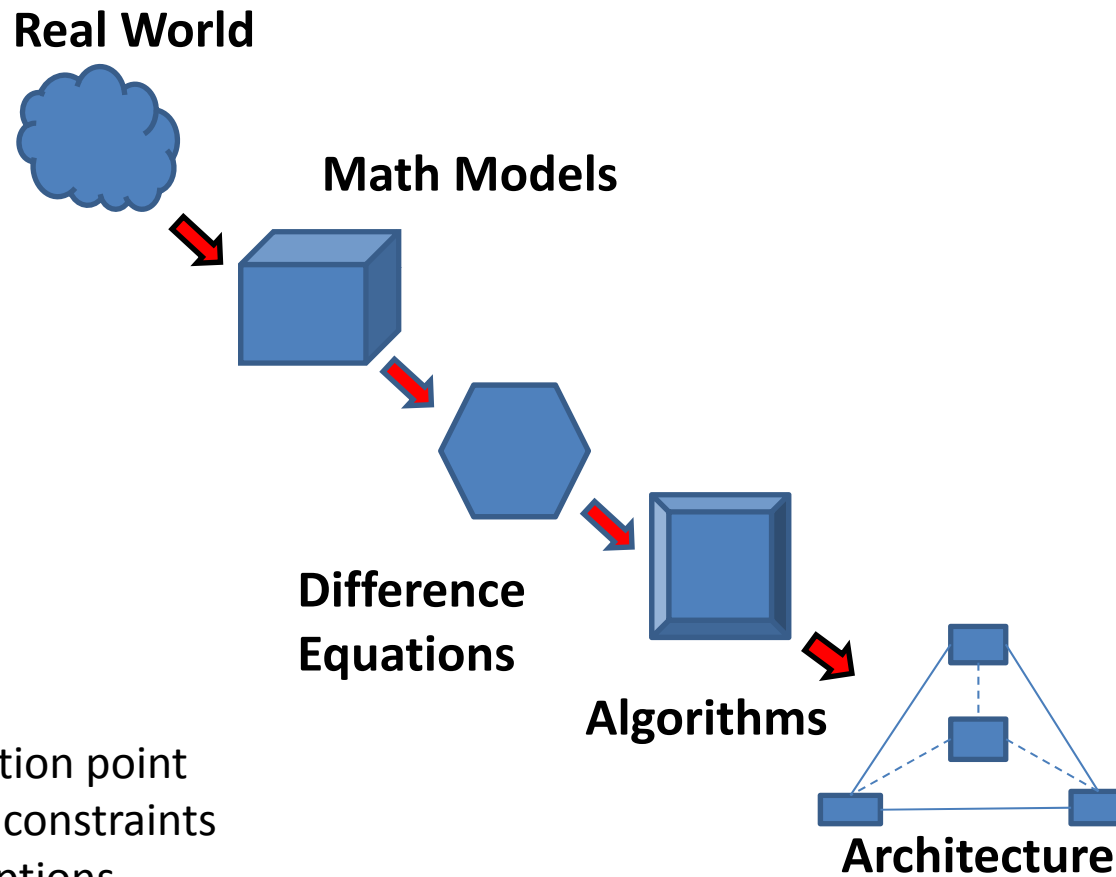 Real World
Math Models
Difference
Equations
Algorithms
tion point
constraints
Architecture